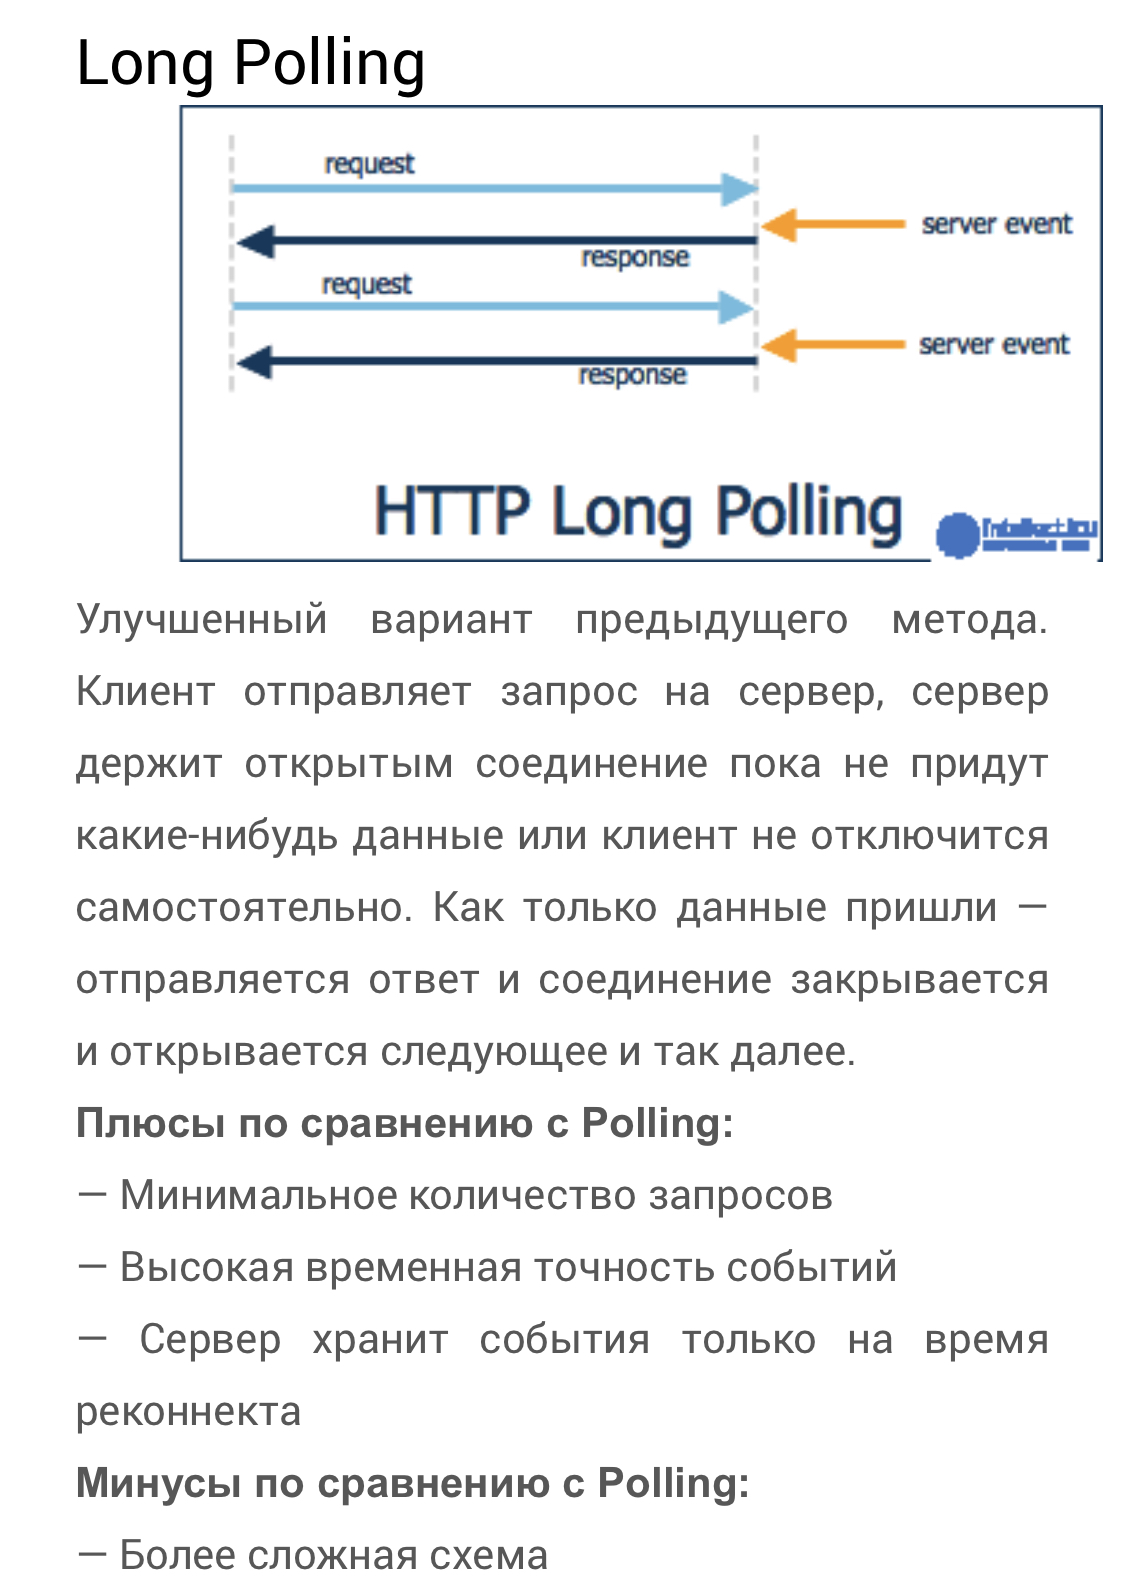 Long Polling
request
server event
response
request
server event
response
HTTP Long Polling
Улучшенный вариант предыдущего метода.
Клиент отправляет запрос на сервер, сервер
держит открытым соединение пока не придут
какие-нибудь данные или клиент не отключится
самостоятельно. Как только данные пришли —
отправляется ответ и соединение закрывается
и открывается следующее и так далее.
Плюсы по сравнению с Polling:
— Минимальное количество запросов
— Высокая временная точность событий
— Сервер хранит события только на время
реконнекта
Минусы по сравнению с Polling:
— Более сложная схема